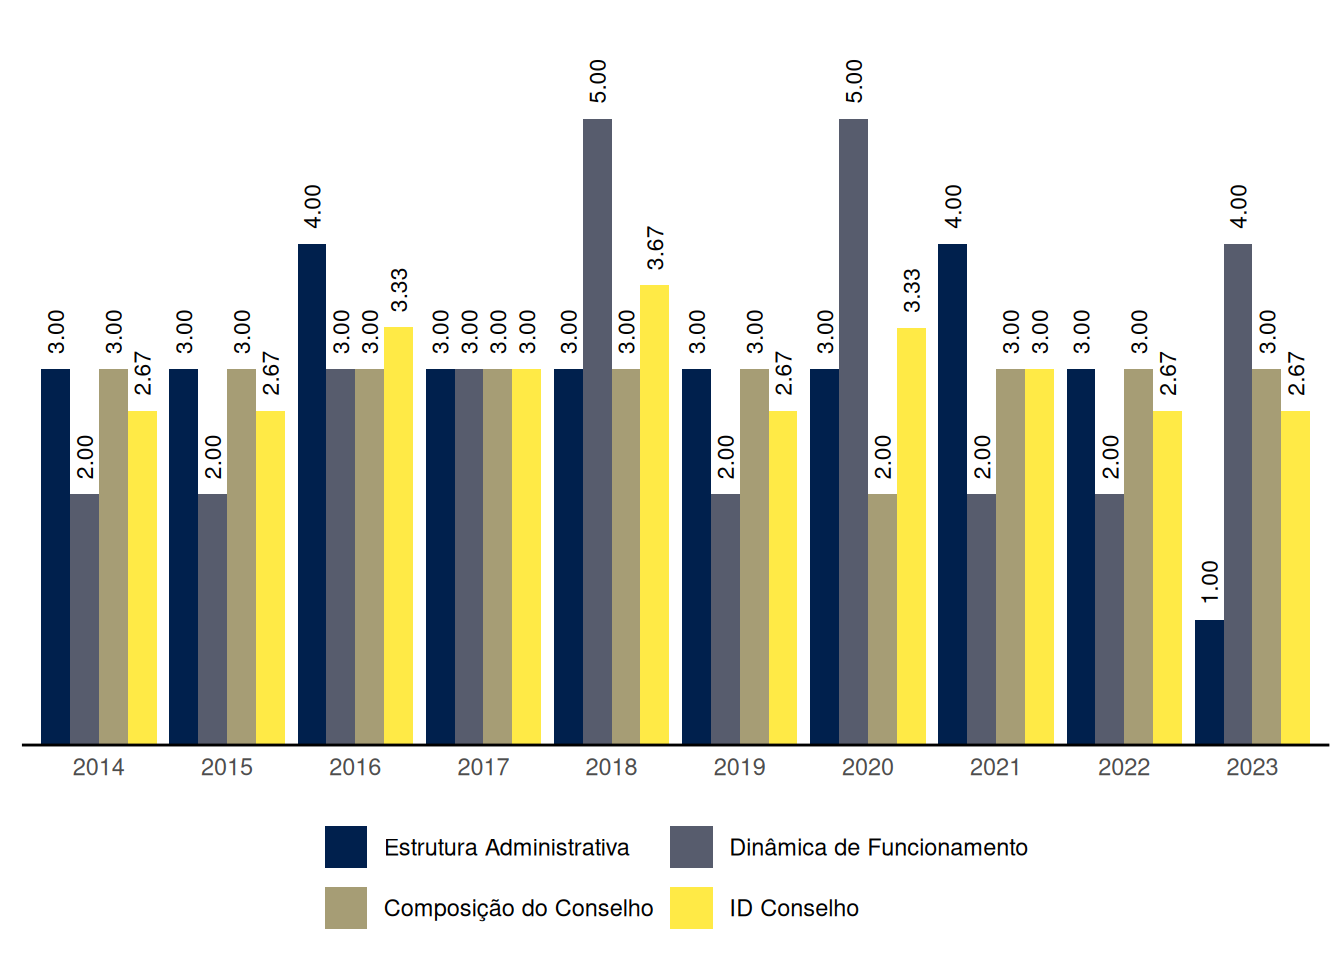 5.00 5.00
4.00 4.00 4.00
3.67
3.33 3.33
3.00 3.00 3.00 3.00 3.00 3.00 3.00 3.00 3.00 3.00 3.00 3.00 3.00 3.00 3.00 3.00 3.00 3.00 3.00 3.00
2.67 2.67 2.67 2.67 2.67
2.00 2.00 2.00 2.00 2.00 2.00
1.00
2014 2015 2016 2017 2018 2019 2020 2021 2022 2023
Estrutura Administrativa Dinâmica de Funcionamento
Composição do Conselho ID Conselho